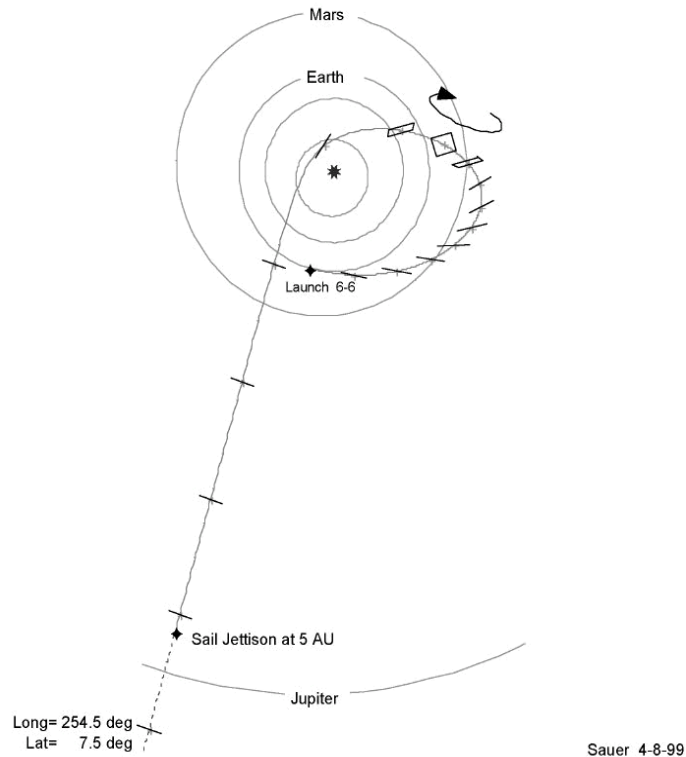 Mars
Earth
Launch 6-6
Sail Jettison at 5 AU
Jupiter
Long= 254.5 deg
Lat= 7.5 deg
Sauer 4-8-99